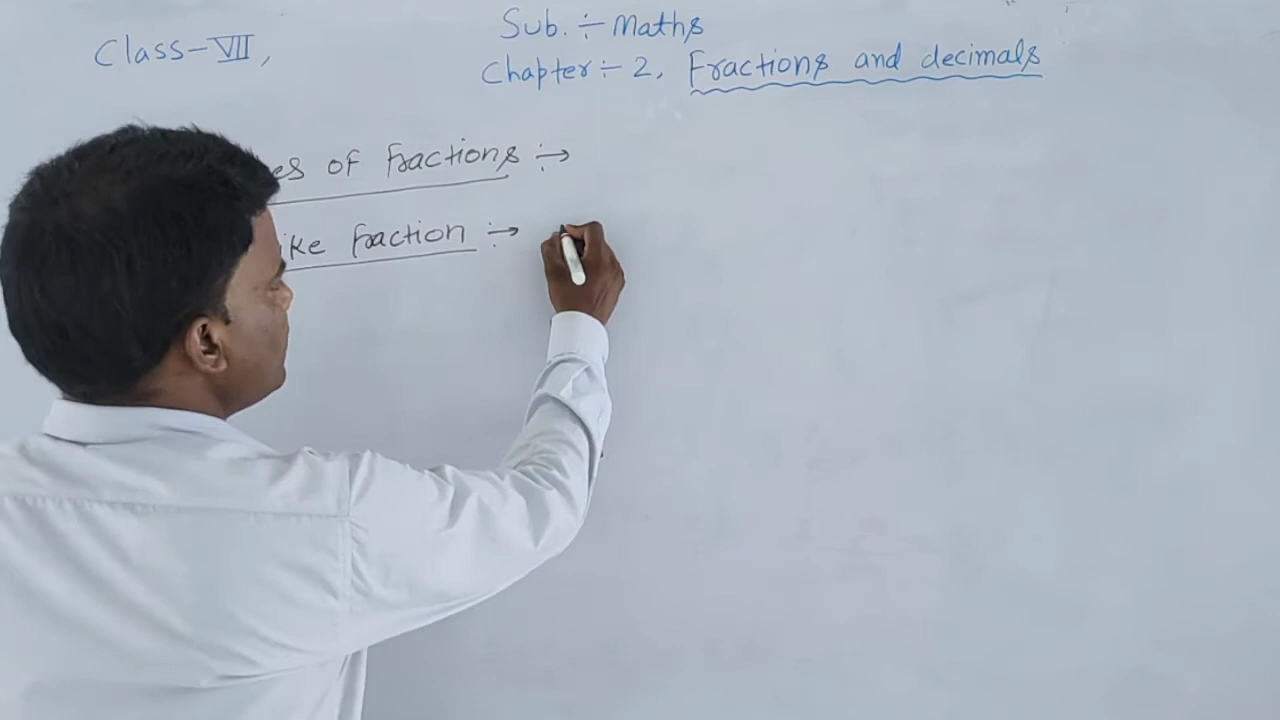 Class-VII,
Sub. ÷ Maths
Chapter ÷ 2, Fractions and decimals
es of fractions ÷ →
ike fraction ÷ →